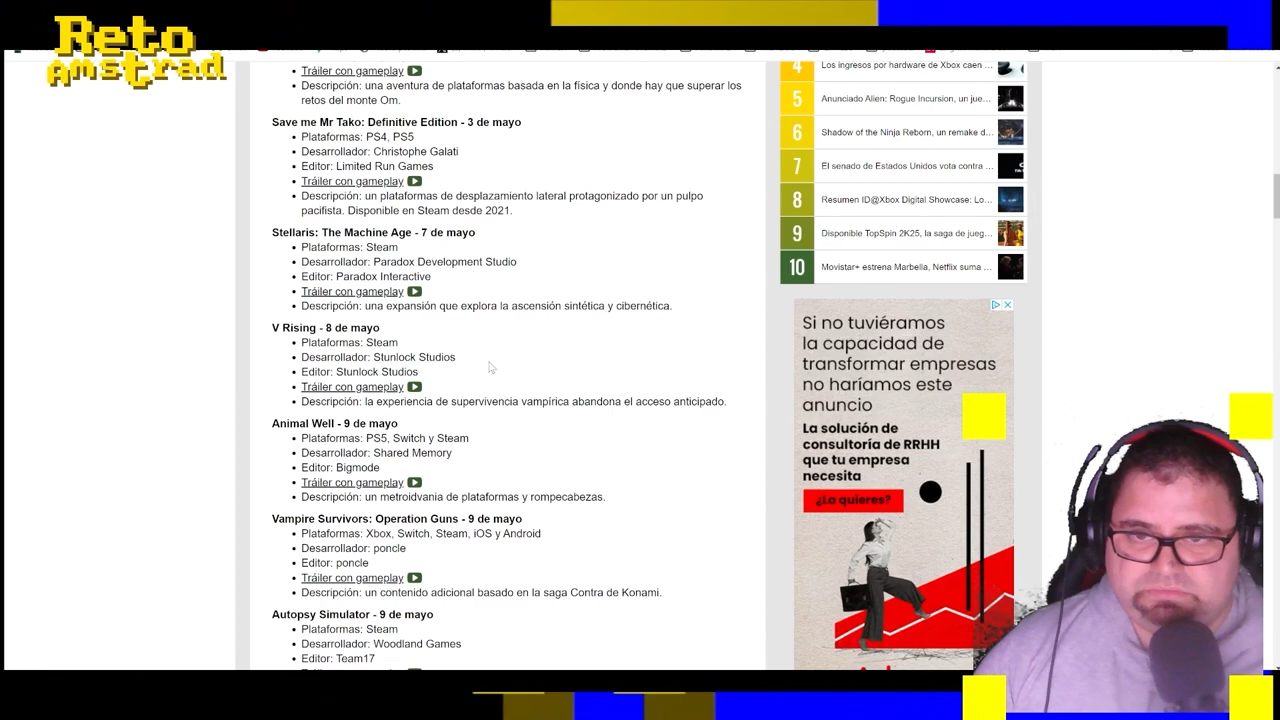 Reto
Amstrad
Tráiler con gameplay
Descripción: una aventura de plataformas basada en la física y donde hay que superar los
retos del monte Om.
Save me Mr Tako: Definitive Edition - 3 de mayo
Plataformas: PS4, PS5
Desarrollador: Christophe Galati
Editor: Limited Run Games
Tráiler con gameplay
Descripción: un plataformas de desplazamiento lateral protagonizado por un pulpo
pacifista. Disponible en Steam desde 2021.
Stellaris: The Machine Age - 7 de mayo
Plataformas: Steam
Desarrollador: Paradox Development Studio
Editor: Paradox Interactive
Tráiler con gameplay
Descripción: una expansión que explora la ascensión sintética y cibernética.
V Rising - 8 de mayo
Plataformas: Steam
Desarrollador: Stunlock Studios
Editor: Stunlock Studios
Tráiler con gameplay
Descripción: la experiencia de supervivencia vampírica abandona el acceso anticipado.
Animal Well - 9 de mayo
Plataformas: PS5, Switch y Steam
Desarrollador: Shared Memory
Editor: Bigmode
Tráiler con gameplay
Descripción: un metroidvania de plataformas y rompecabezas.
Vampire Survivors: Operation Guns - 9 de mayo
Plataformas: Xbox, Switch, Steam, iOS y Android
Desarrollador: poncle
Editor: poncle
Tráiler con gameplay
Descripción: un contenido adicional basado en la saga Contra de Konami.
Autopsy Simulator - 9 de mayo
Plataformas: Steam
Desarrollador: Woodland Games
Editor: Team17
4 Los ingresos por hardware de Xbox caen ...
5 Anunciado Alien: Rogue Incursion, un jue...
6 Shadow of the Ninja Reborn, un remake d...
7 El senado de Estados Unidos vota contra ...
8 Resumen ID@Xbox Digital Showcase: Lo...
9 Disponible TopSpin 2K25, la saga de jueg...
10 Movistar+ estrena Marbella, Netflix suma ...
Si no tuviéramos
la capacidad de
transformar empresas
no haríamos este
anuncio
La solución de
consultoría de RRHH
que tu empresa
necesita
¿La quieres?